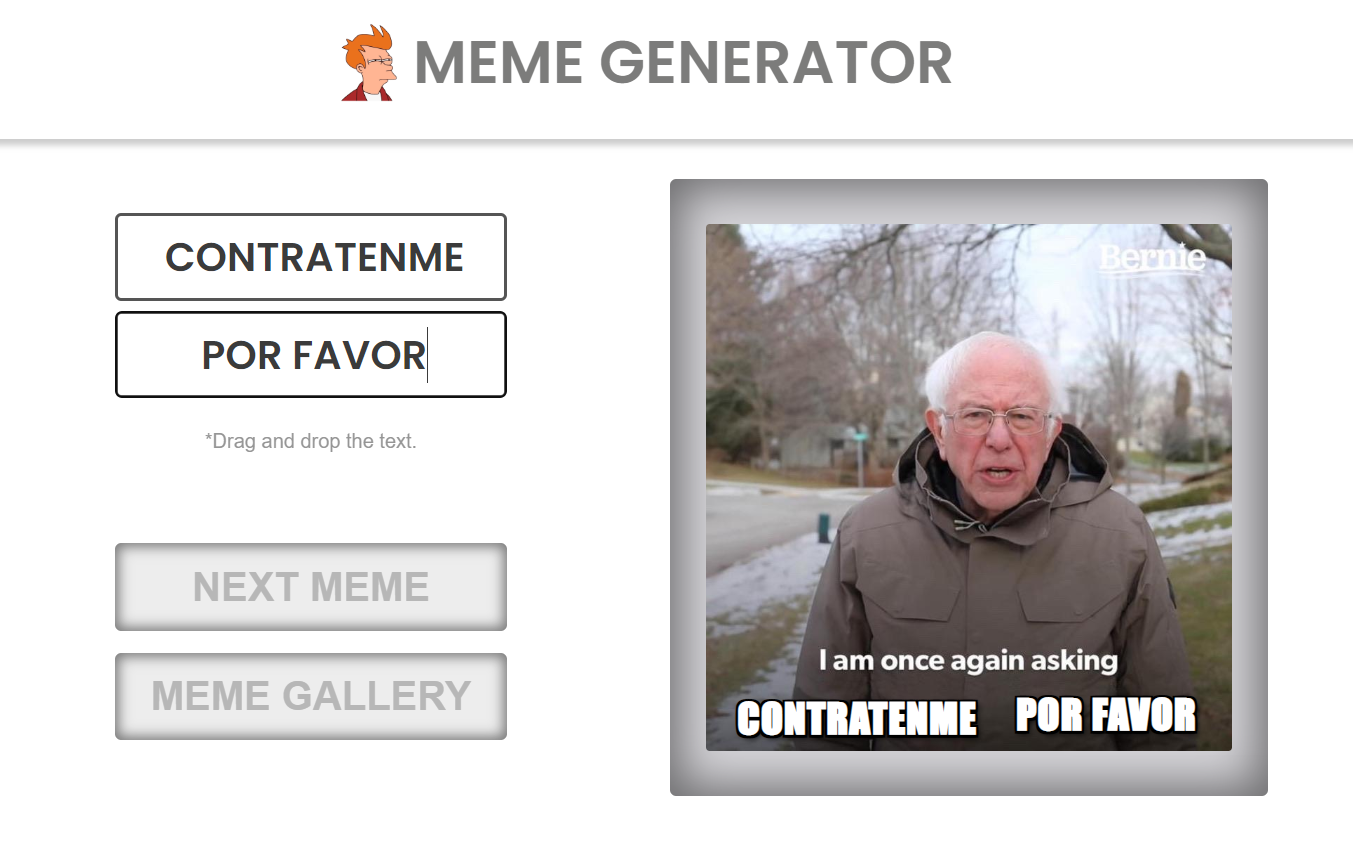 MEME GENERATOR
CONTRATENME
POR FAVOR
*Drag and drop the text.
NEXT MEME
MEME GALLERY
Bernie
I am once again asking
CONTRATENME POR FAVOR